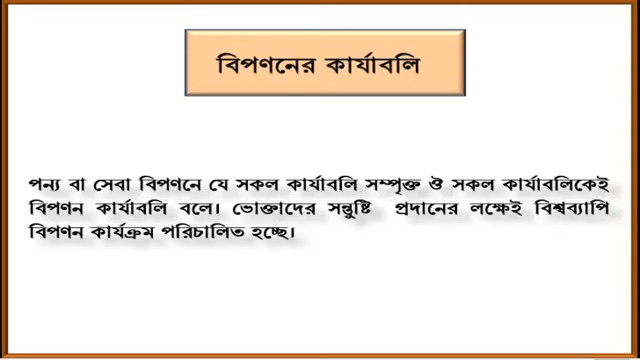 বিপণনের কার্যাবলি
পন্য বা সেবা বিপণনে যে সকল কার্যাবলি সম্পৃক্ত ঔ সকল কার্যাবলিকেই
বিপণন কার্যাবলি বলে। ভোক্তাদের সন্তুষ্টি প্রদানের লক্ষেই বিশ্বব্যাপি
বিপণন কার্যক্রম পরিচালিত হচ্ছে।